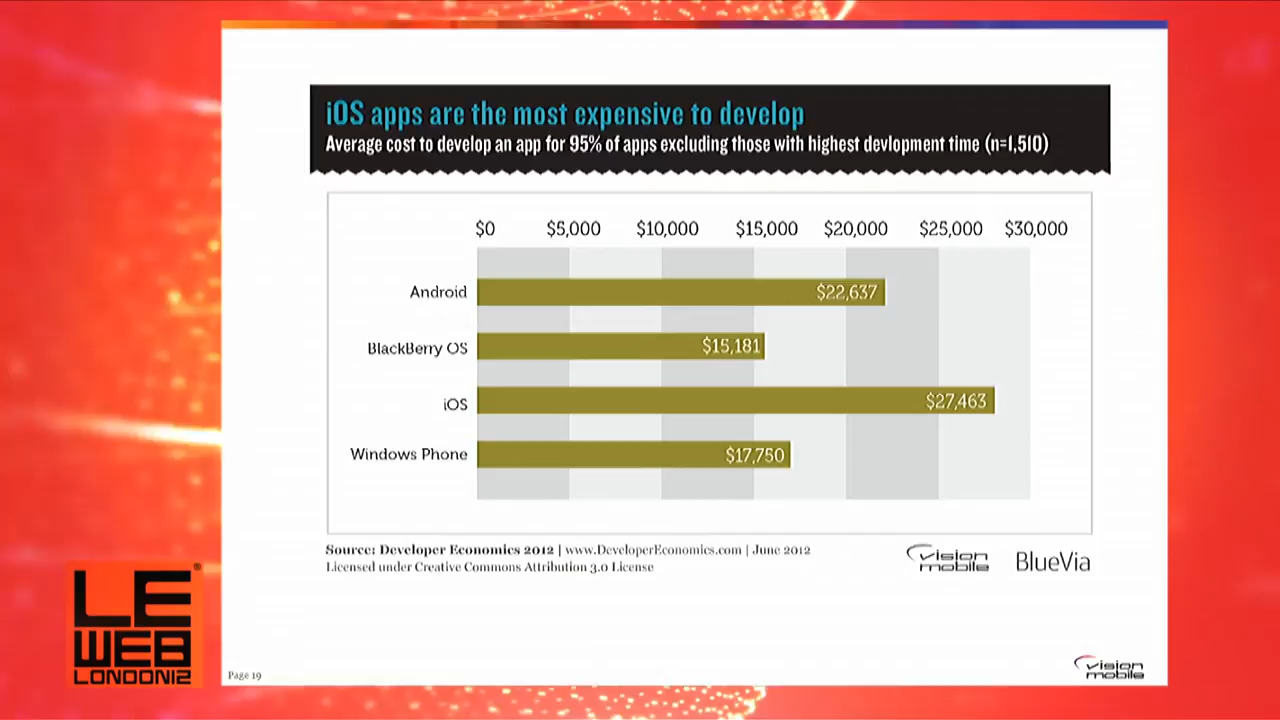 iOS apps are the most expensive to develop
Average cost to develop an app for 95% of apps excluding those with highest devlopment time (n=1,510)
$0 $5,000 $10,000 $15,000 $20,000 $25,000 $30,000
Android $22,637
BlackBerry OS $15,181
iOS $27,463
Windows Phone $17,750
Source: Developer Economics 2012 | www.DeveloperEconomics.com | June 2012
Licensed under Creative Commons Attribution 3.0 License
vision mobile BlueVia
LE
WEB
LONDON12
Page 19
vision
mobile